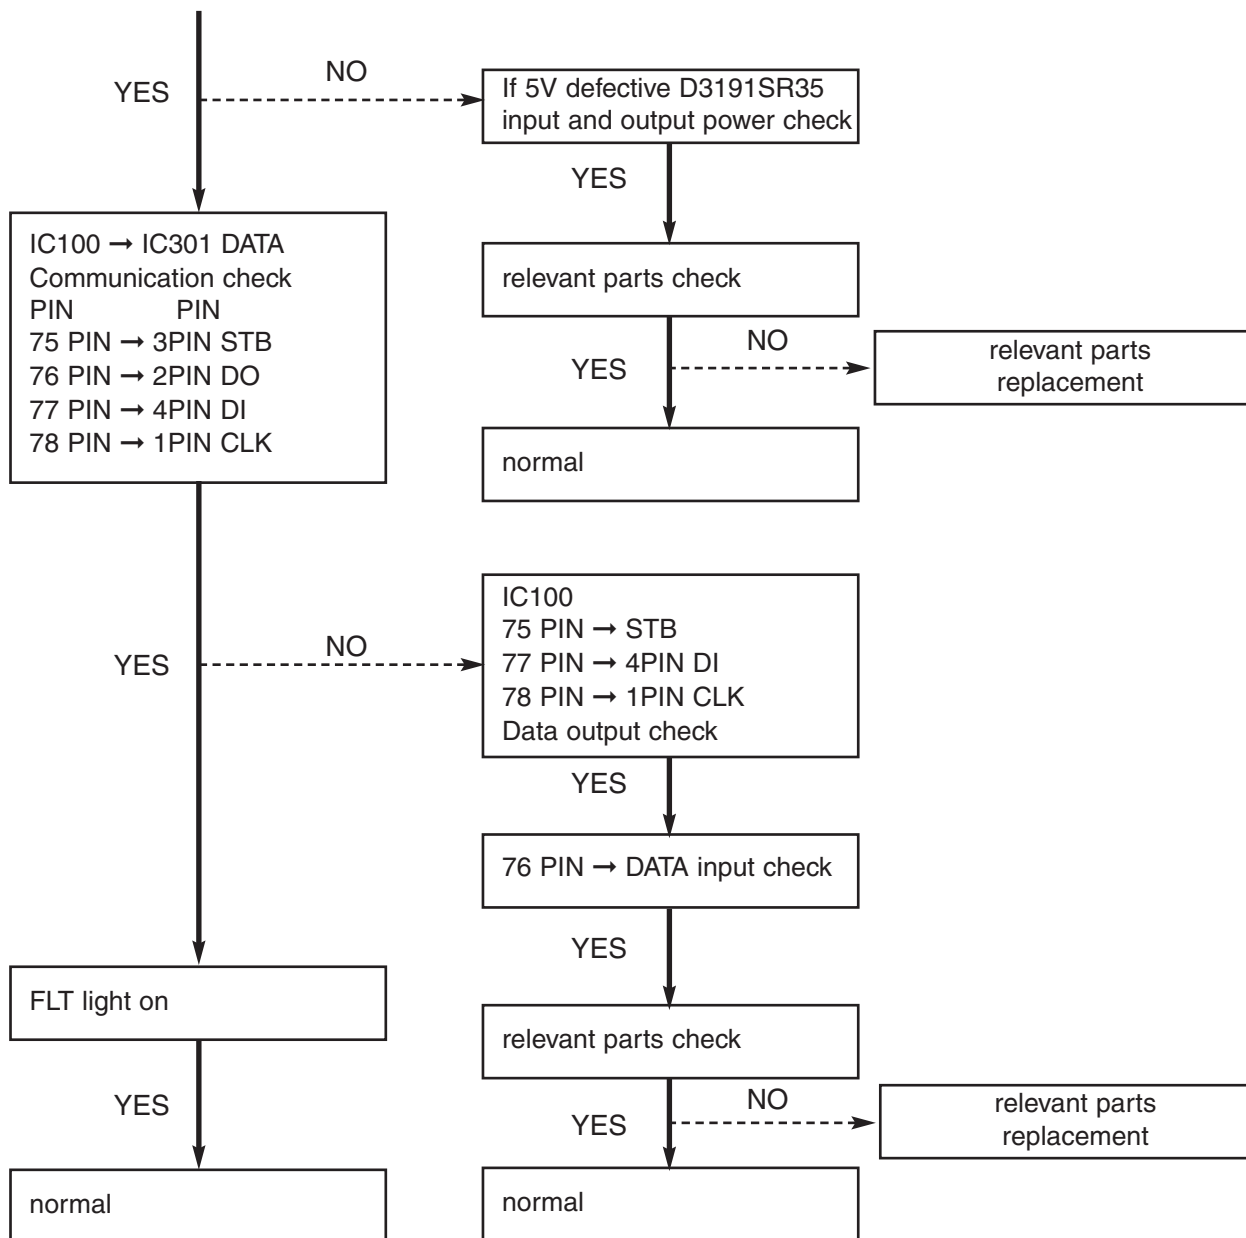 YES
NO
If 5V defective D3191SR35
input and output power check
YES
IC100 → IC301 DATA
Communication check
PIN PIN
75 PIN → 3PIN STB
76 PIN → 2PIN DO
77 PIN → 4PIN DI
78 PIN → 1PIN CLK
relevant parts check
YES
NO
relevant parts
replacement
normal
YES
NO
IC100
75 PIN → STB
77 PIN → 4PIN DI
78 PIN → 1PIN CLK
Data output check
YES
76 PIN → DATA input check
YES
FLT light on
relevant parts check
YES
YES
NO
relevant parts
replacement
normal
normal